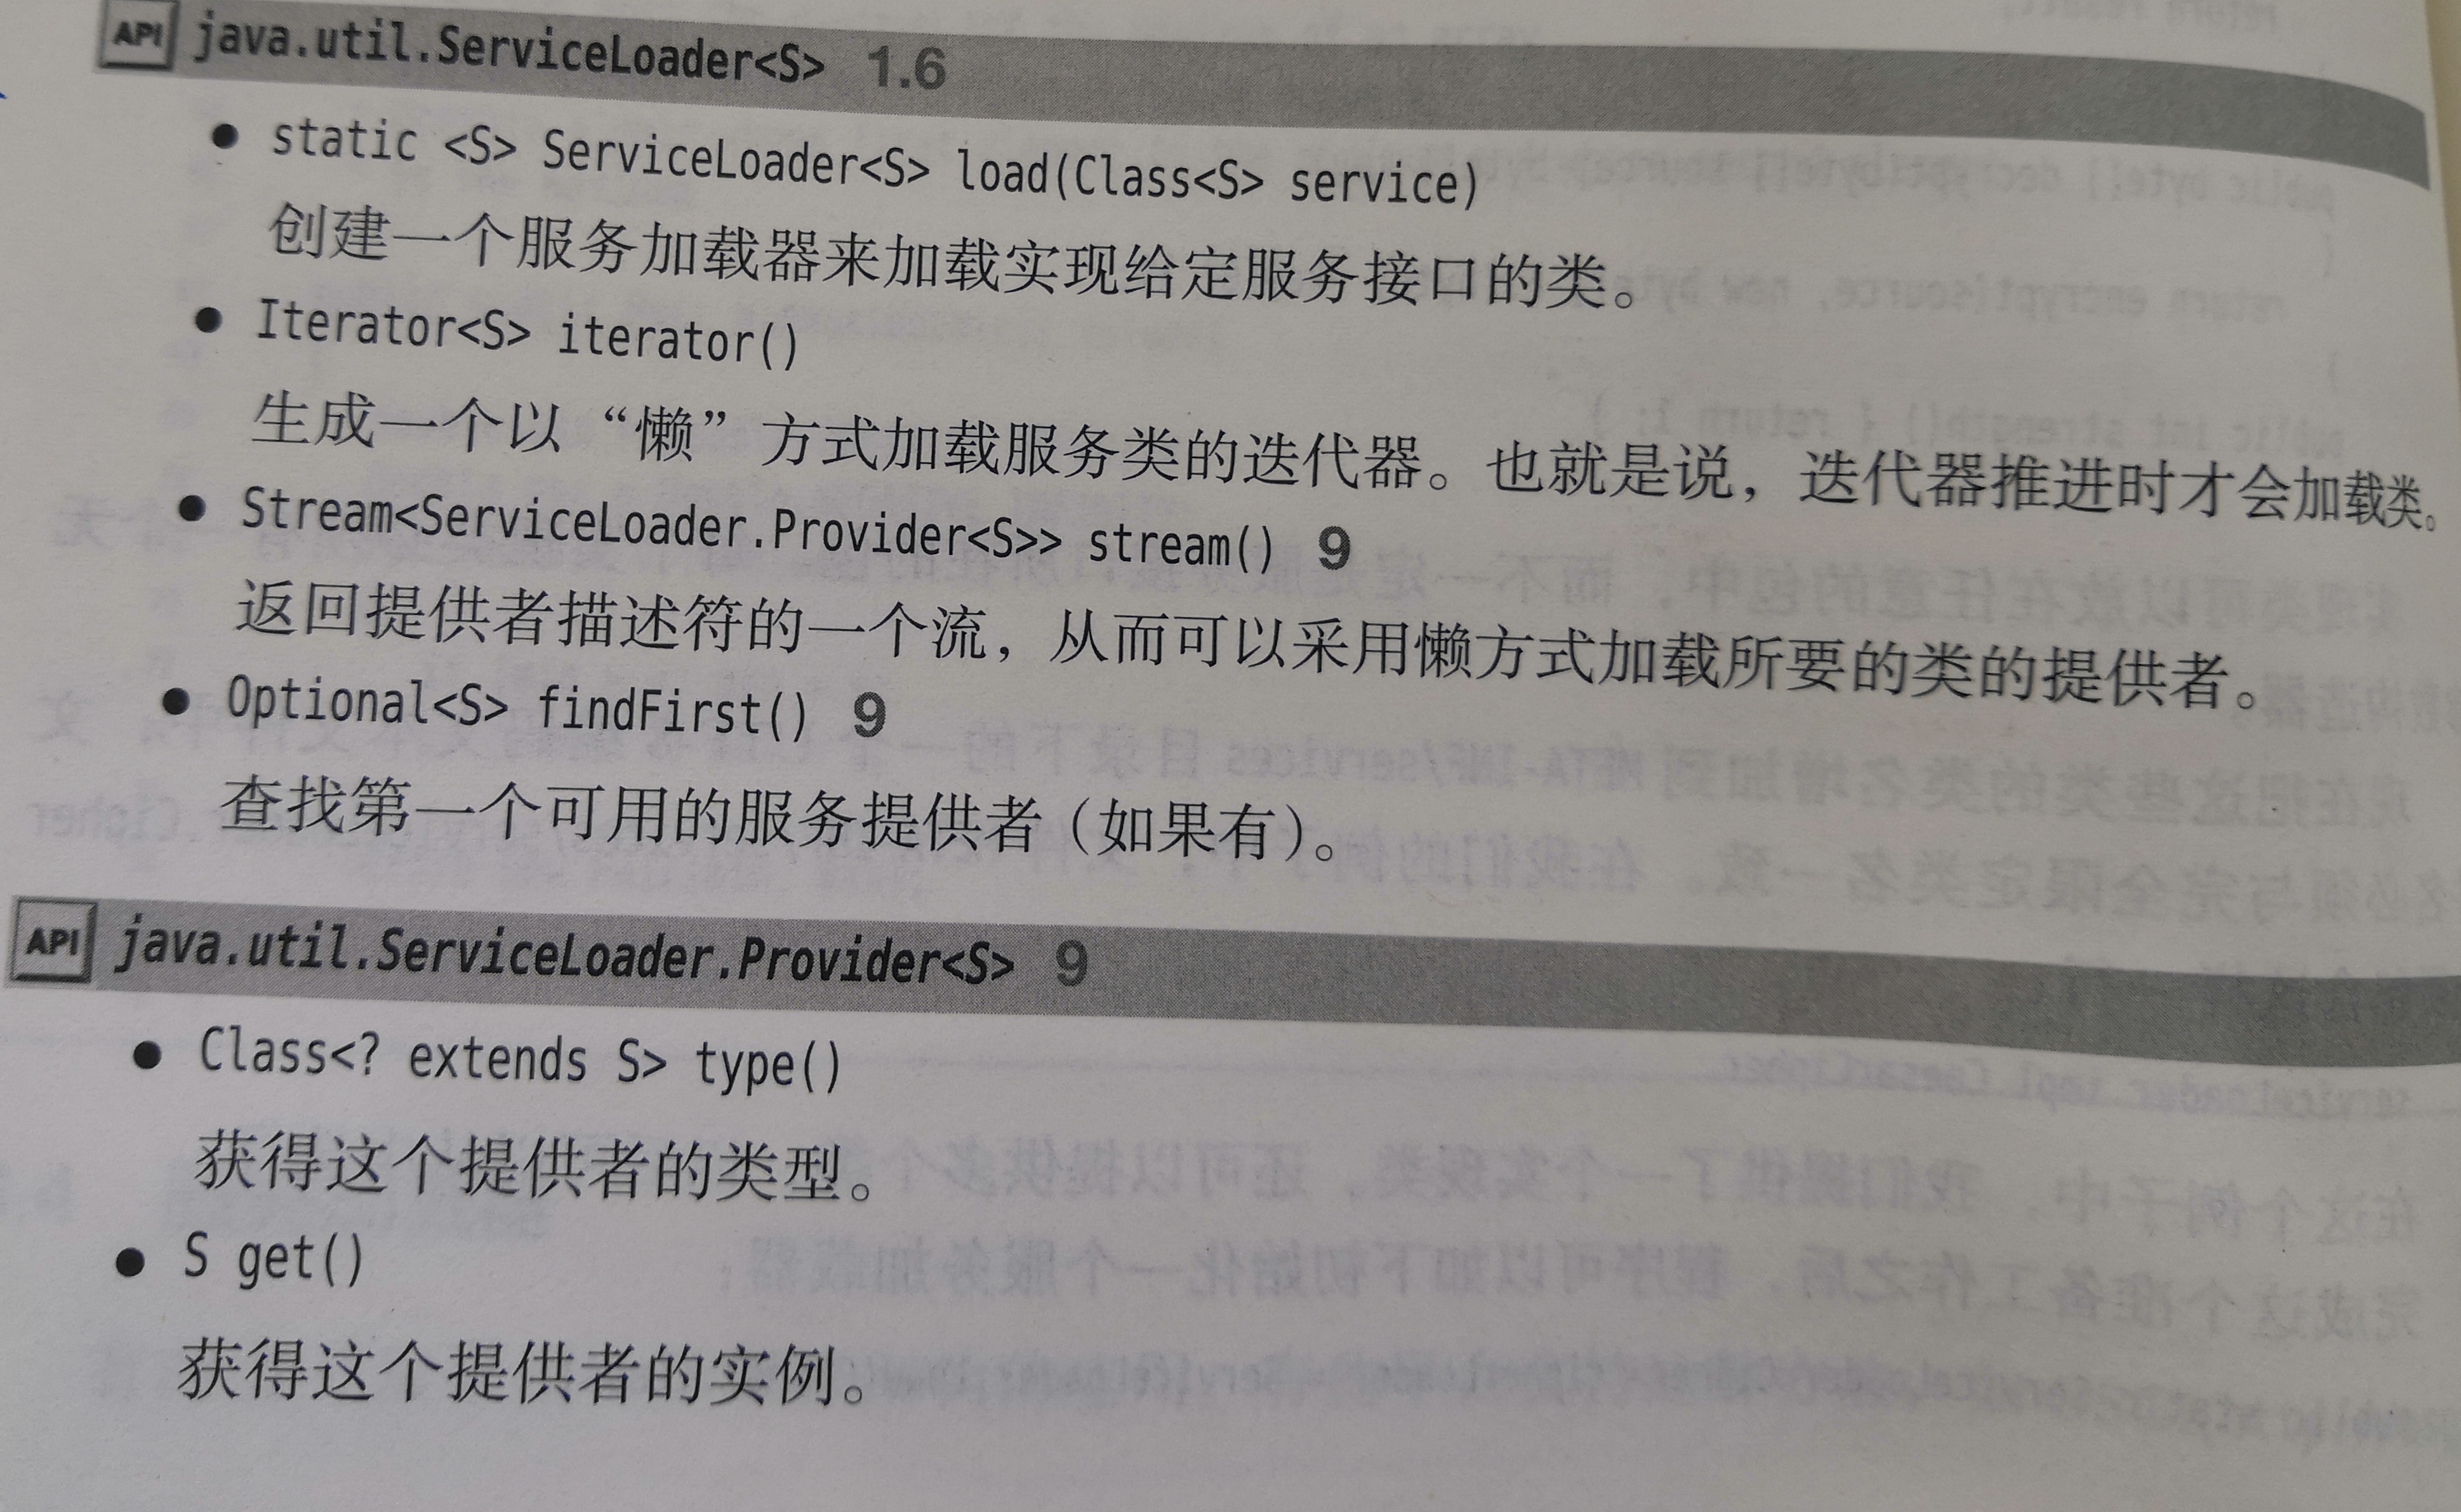 API java.util.ServiceLoader<S> 1.6
● static <S> ServiceLoader<S> load(Class<S> service)
创建一个服务加载器来加载实现给定服务接口的类。
● Iterator<S> iterator()
生成一个以“懒”方式加载服务类的迭代器。也就是说，迭代器推进时才会加载类。
● Stream<ServiceLoader.Provider<S>> stream() 9
返回提供者描述符的一个流，从而可以采用懒方式加载所要的类的提供者。
● Optional<S> findFirst() 9
查找第一个可用的服务提供者（如果有）。
API java.util.ServiceLoader.Provider<S> 9
● Class<? extends S> type()
获得这个提供者的类型。
● S get()
获得这个提供者的实例。